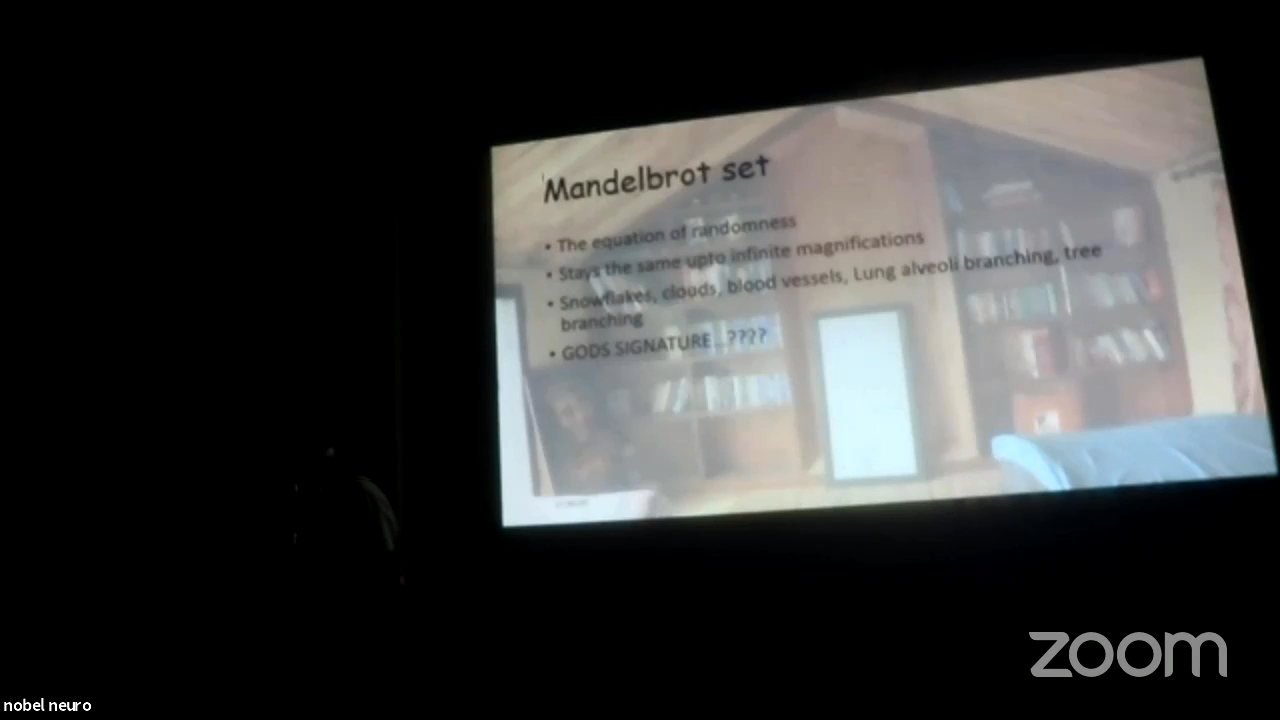 Mandelbrot set
• The equation of randomness
• Stays the same upto infinite magnifications
• Snowflakes, clouds, blood vessels, Lung alveoli branching, tree
branching
• GODS SIGNATURE...????
zoom
nobel neuro